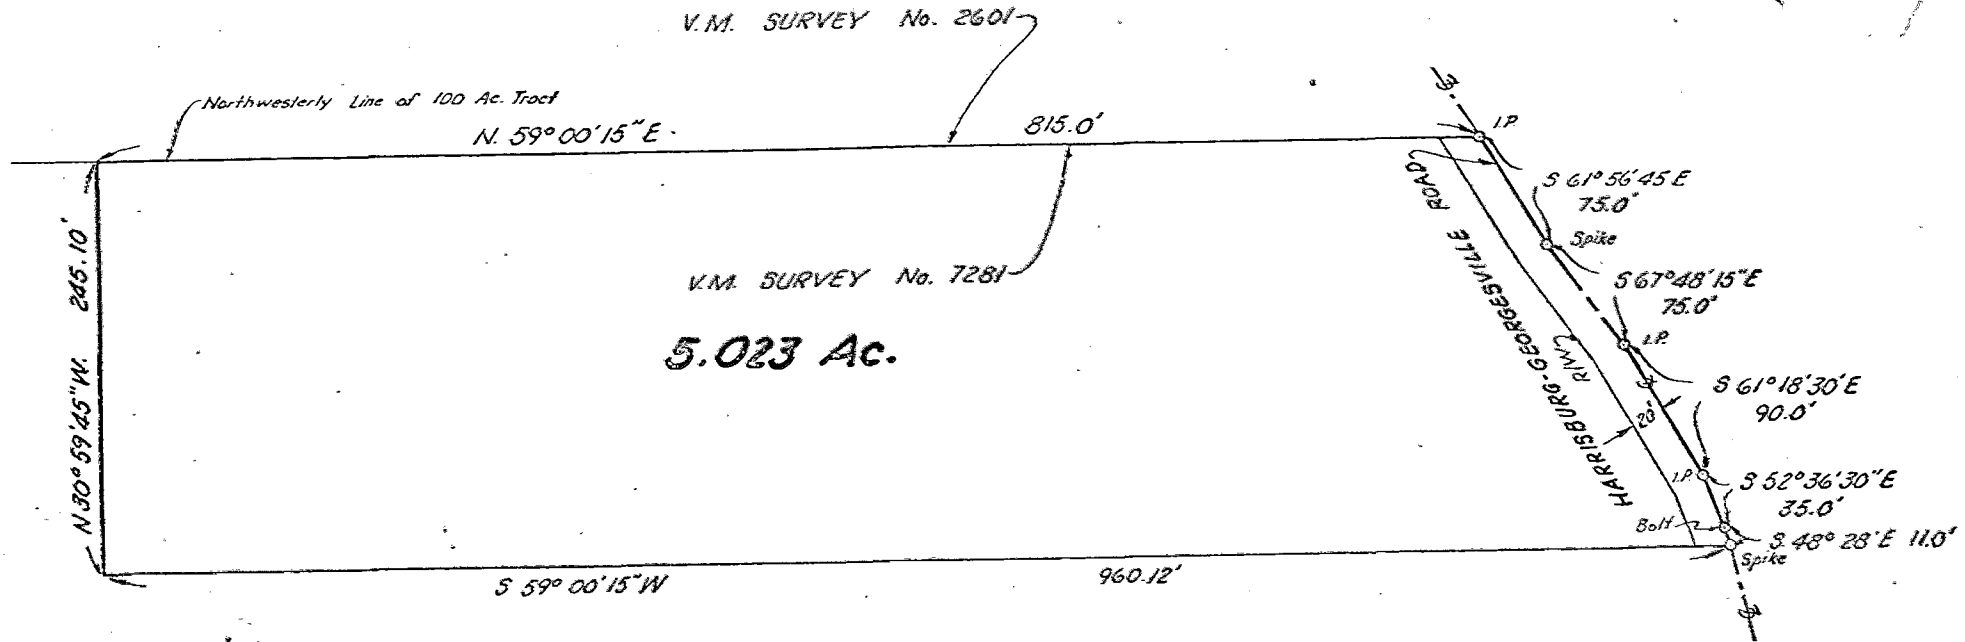 V.M. SURVEY No. 2601
Northwesterly Line of 100 Ac. Tract
N. 59° 00' 15" E
815.0'
I.P.
S 61° 56' 45 E
75.0'
Spike
S 67° 48' 15" E
75.0'
I.P.
S 61° 18' 30" E
90.0'
I.P.
S 52° 36' 30" E
35.0'
Bolt
S. 48° 28' E 11.0'
Spike
HARRISBURG-GEORGESVILLE ROAD
R/W
20'
V.M. SURVEY No. 7281
5.023 Ac.
N 30° 59' 45" W. 245.10'
S 59° 00' 15" W
960.12'